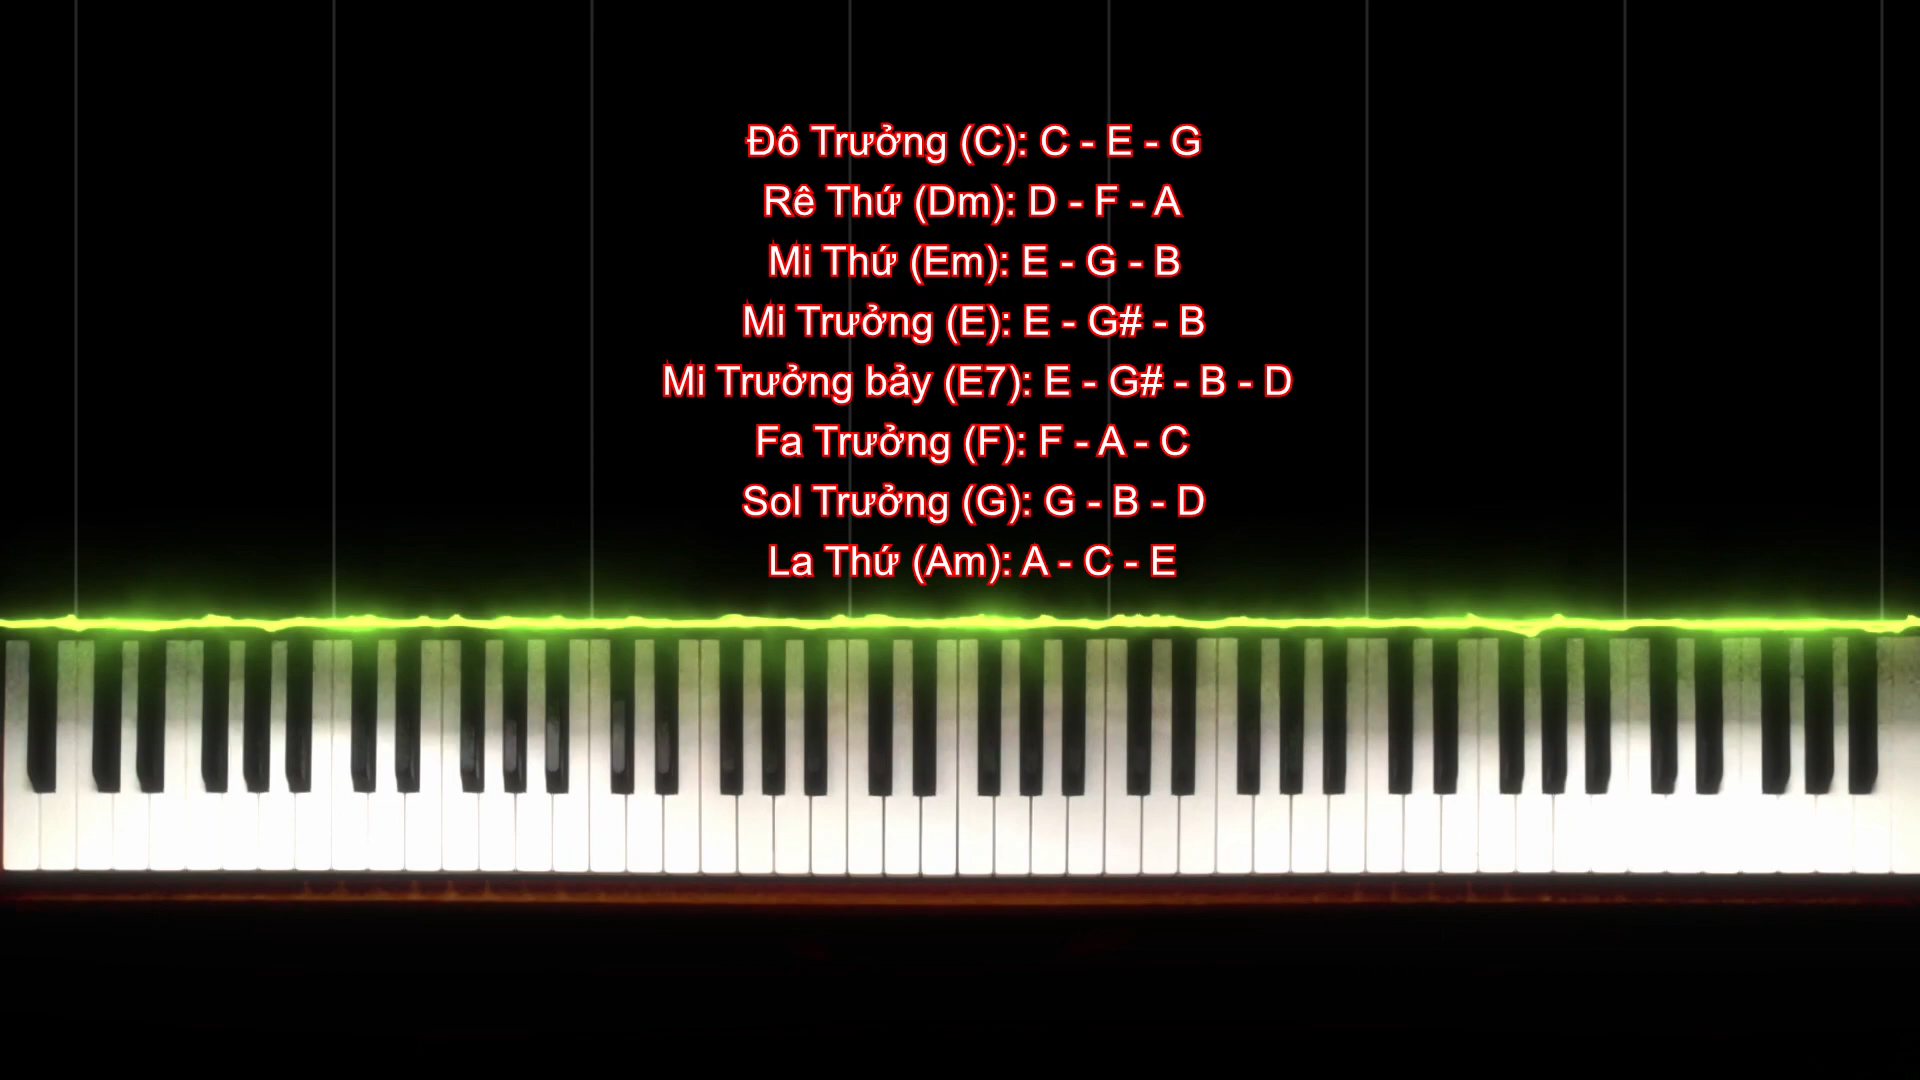 Đô Trưởng (C): C - E - G
Rê Thứ (Dm): D - F - A
Mi Thứ (Em): E - G - B
Mi Trưởng (E): E - G# - B
Mi Trưởng bảy (E7): E - G# - B - D
Fa Trưởng (F): F - A - C
Sol Trưởng (G): G - B - D
La Thứ (Am): A - C - E